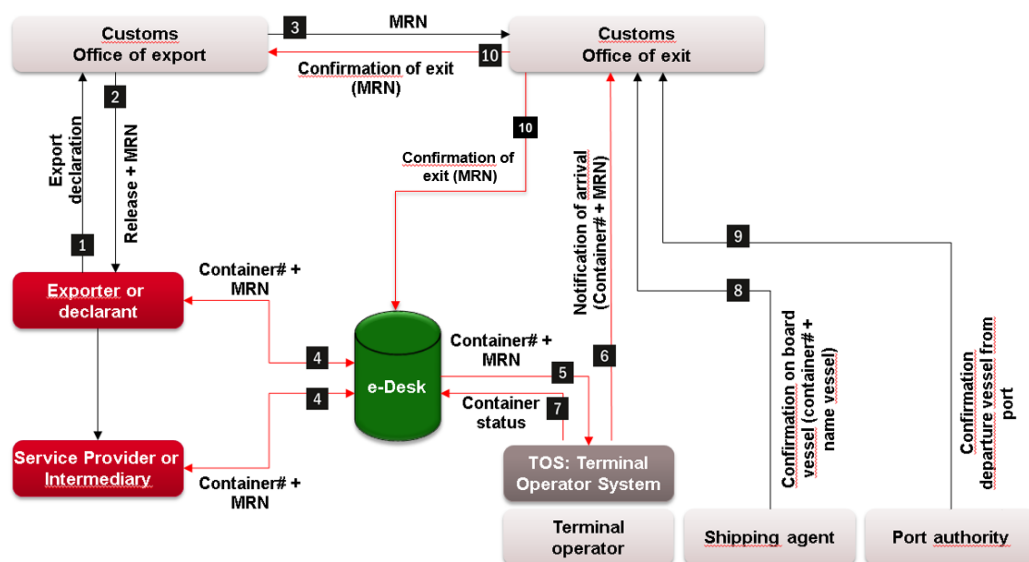 Customs
Office of export
3
MRN
Customs
Office of exit
10
Confirmation of exit
(MRN)
2
Export
declaration
Release + MRN
10
Confirmation of
exit (MRN)
1
Notification of arrival
(Container# + MRN)
9
8
Exporter or
declarant
Container# +
MRN
4
e-Desk
Container# +
MRN
5
6
4
Container
status
7
Service Provider or
Intermediary
Container# +
MRN
TOS: Terminal
Operator System
Confirmation on board
vessel (container# +
name vessel)
Confirmation
departure vessel from
port
Terminal
operator
Shipping agent
Port authority